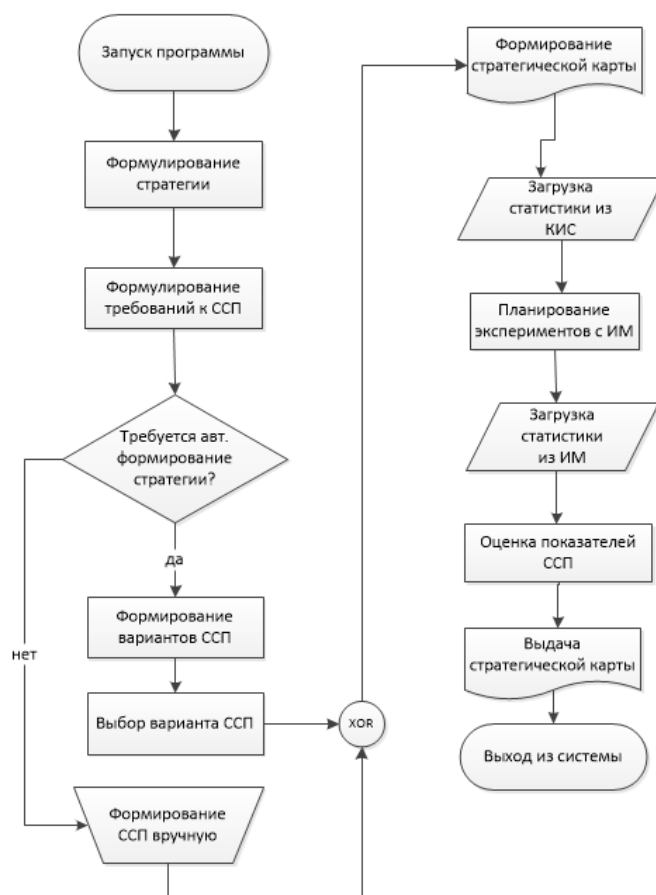 Запуск программы
Формулирование
стратегии
Формулирование
требований к ССП
Требуется авт.
формирование
стратегии?
да
нет
Формирование
вариантов ССП
Выбор варианта ССП
XOR
Формирование
ССП вручную
Формирование
стратегической карты
Загрузка
статистики из
КИС
Планирование
экспериментов с ИМ
Загрузка
статистики
из ИМ
Оценка показателей
ССП
Выдача
стратегической карты
Выход из системы